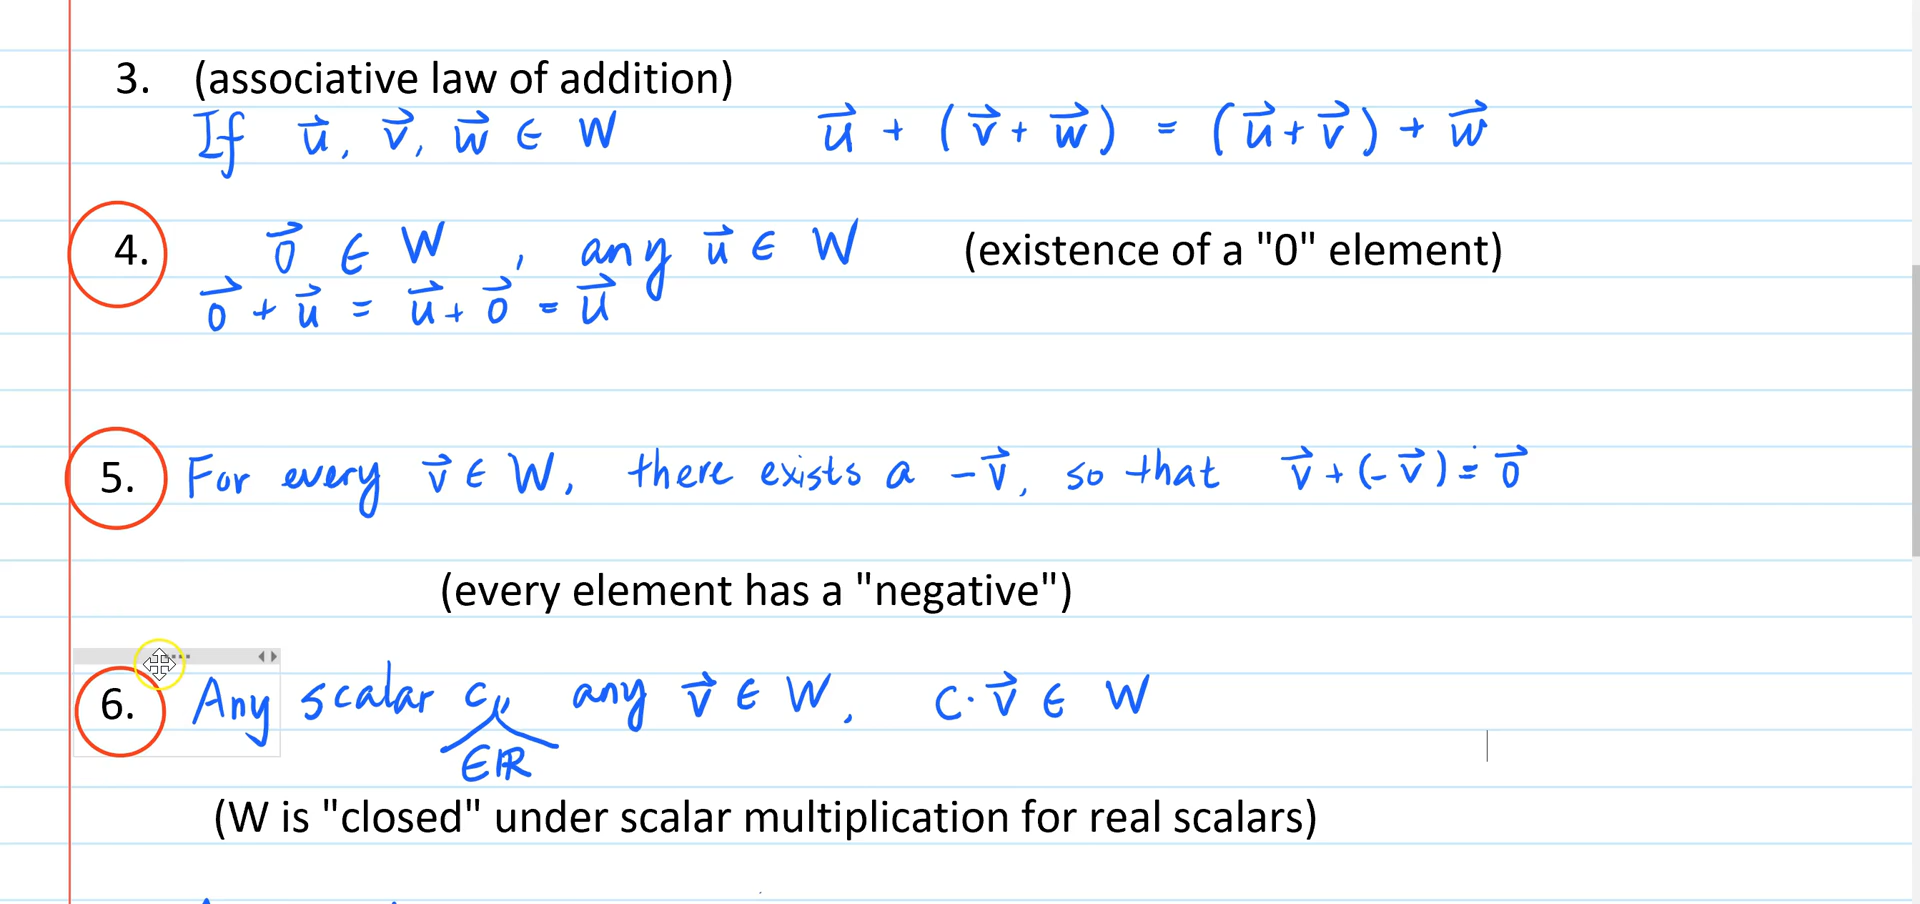 3. (associative law of addition)
If u⃗, v⃗, w⃗ ∈ W u⃗ + (v⃗ + w⃗) = (u⃗ + v⃗) + w⃗
4. 0⃗ ∈ W, any u⃗ ∈ W (existence of a "0" element)
0⃗ + u⃗ = u⃗ + 0⃗ = u⃗
5. For every v⃗ ∈ W, there exists a -v⃗, so that v⃗ + (-v⃗) = 0⃗
(every element has a "negative")
6. Any scalar c, any v⃗ ∈ W, c·v⃗ ∈ W
∈ℝ
(W is "closed" under scalar multiplication for real scalars)